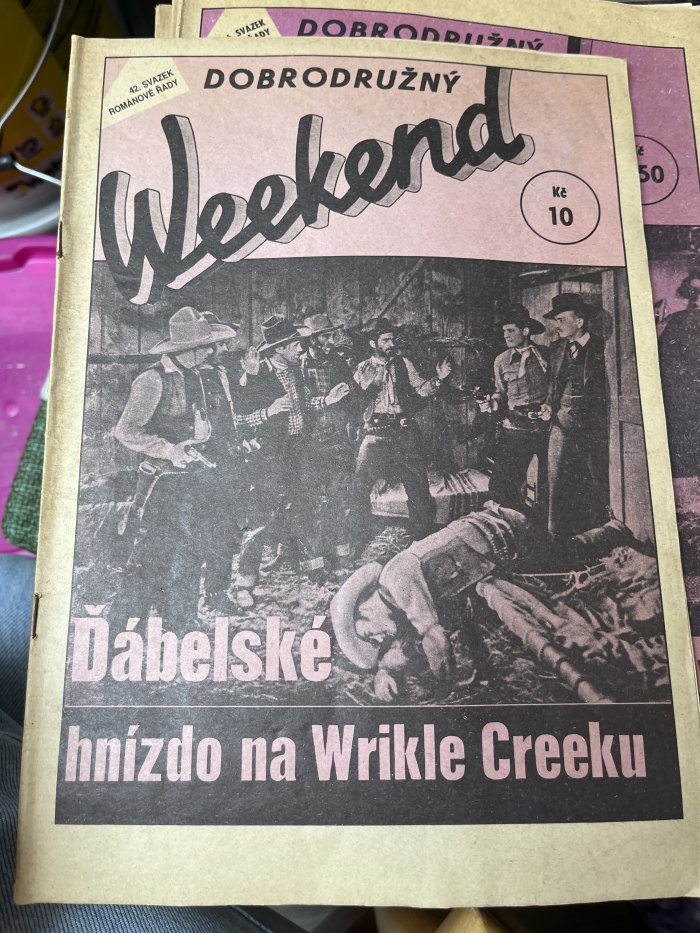 42. SVAZEK
ROMÁNOVÉ ŘADY
DOBRODRUŽNÝ
Weekend
Kč
10
Ďábelské
hnízdo na Wrikle Creeku
SVAZEK
ŘADY
DOBRODRUŽNÝ
50